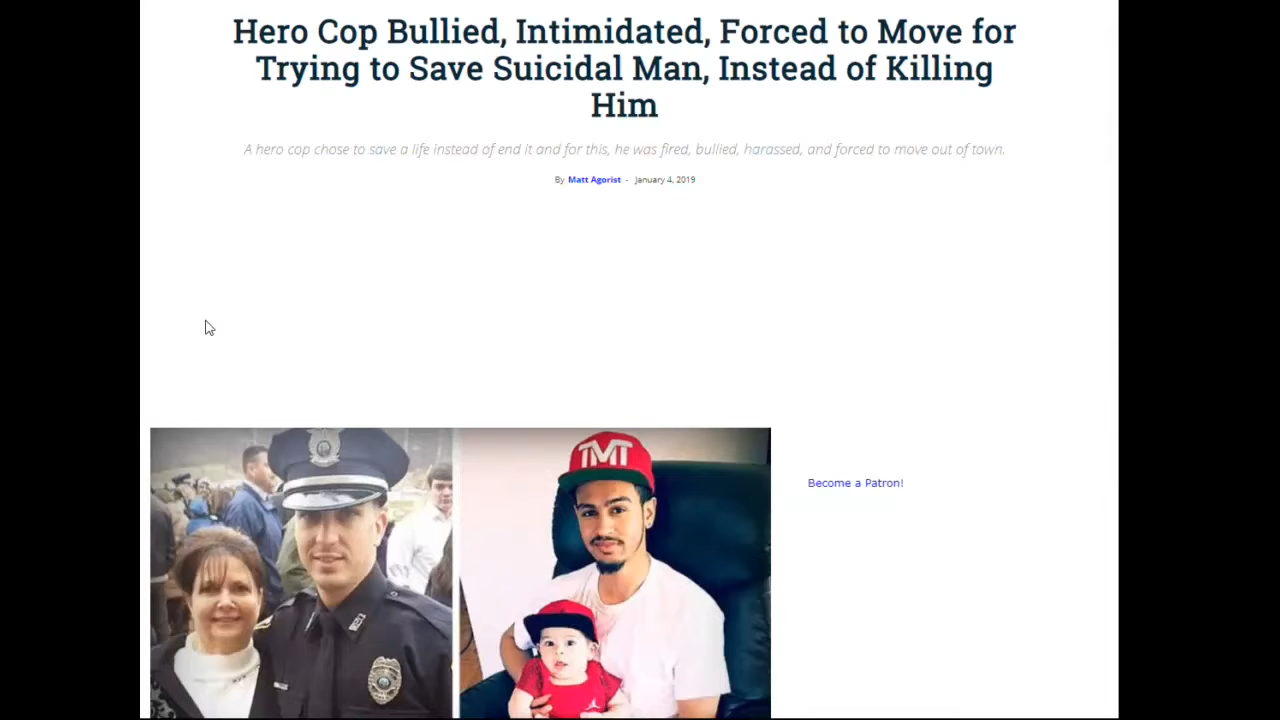 Hero Cop Bullied, Intimidated, Forced to Move for
Trying to Save Suicidal Man, Instead of Killing
Him
A hero cop chose to save a life instead of end it and for this, he was fired, bullied, harassed, and forced to move out of town.
By Matt Agorist - January 4, 2019
TMT
Become a Patron!